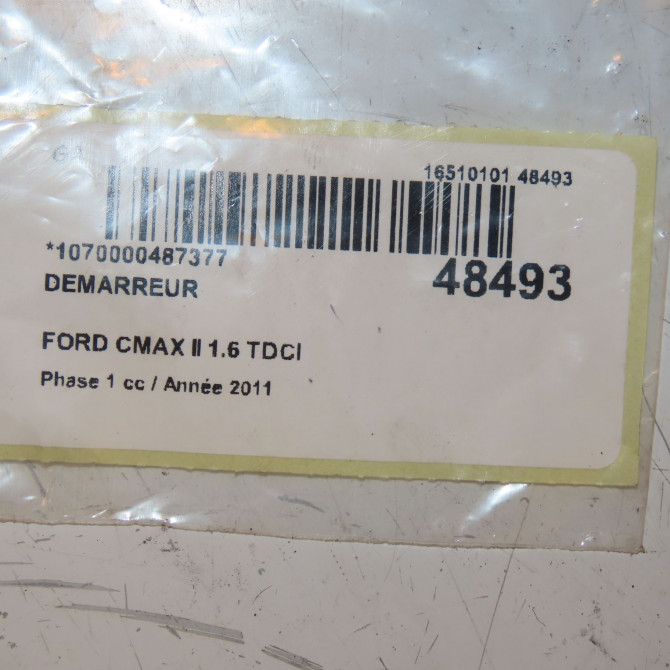 16510101 48493
*1070000487377
48493
DEMARREUR
FORD CMAX II 1.6 TDCI
Phase 1 cc / Année 2011